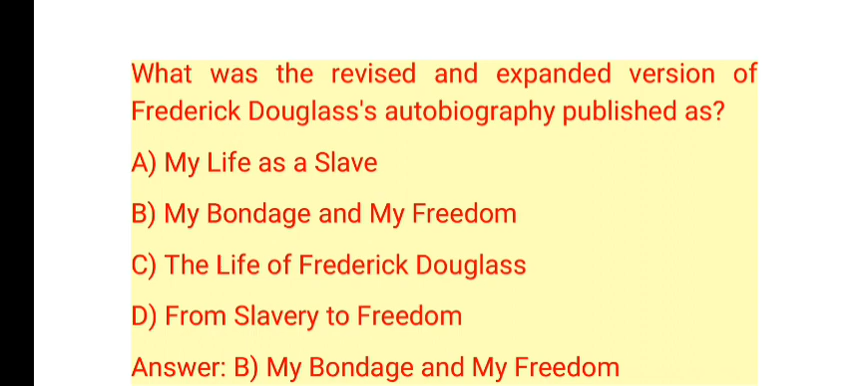 What was the revised and expanded version of
Frederick Douglass's autobiography published as?
A) My Life as a Slave
B) My Bondage and My Freedom
C) The Life of Frederick Douglass
D) From Slavery to Freedom
Answer: B) My Bondage and My Freedom